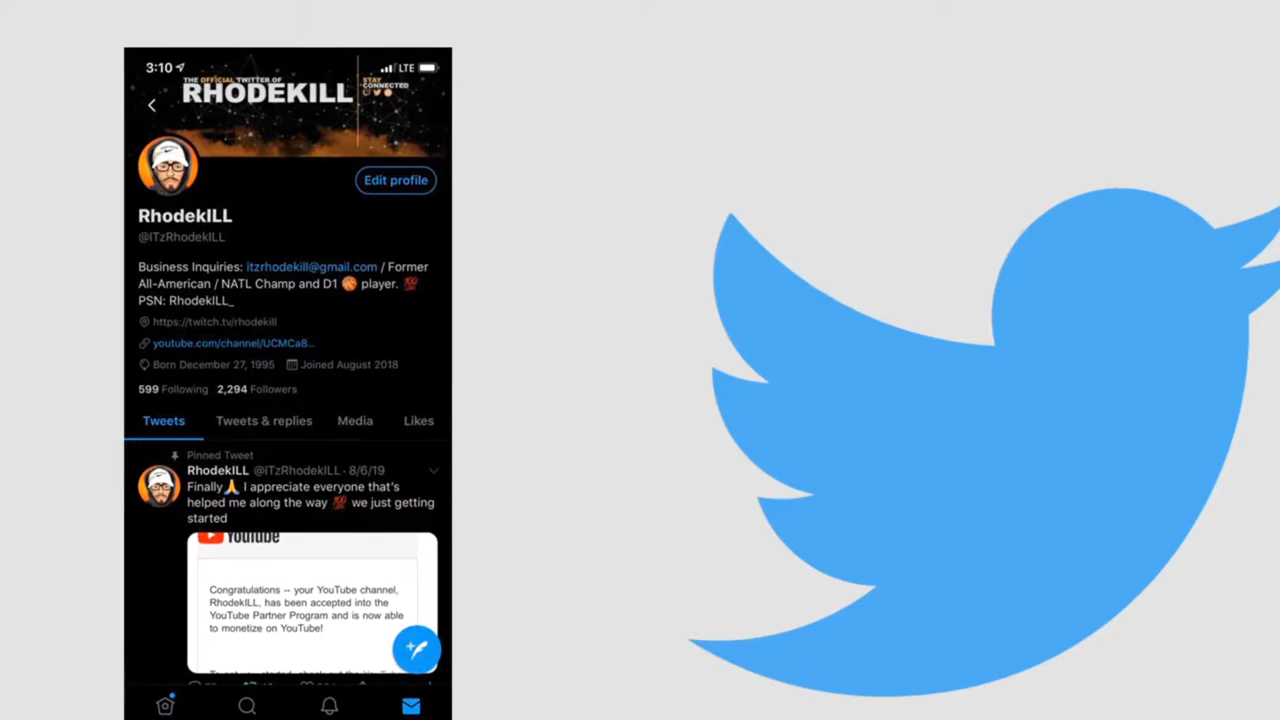 3:10 LTE
THE OFFICIAL TWITTER OF
RHODEKILL
STAY
CONNECTED
Edit profile
RhodekILL
@ITzRhodekILL
Business Inquiries: itzrhodekill@gmail.com / Former
All-American / NATL Champ and D1 🏀 player. 💯
PSN: RhodekILL_
https://twitch.tv/rhodekill
youtube.com/channel/UCMCa8...
Born December 27, 1995 Joined August 2018
599 Following 2,294 Followers
Tweets Tweets & replies Media Likes
Pinned Tweet
RhodekILL @ITzRhodekILL · 8/6/19
Finally🙏 I appreciate everyone that's
helped me along the way 💯 we just getting
started
YouTube
Congratulations -- your YouTube channel,
RhodekILL, has been accepted into the
YouTube Partner Program and is now able
to monetize on YouTube!